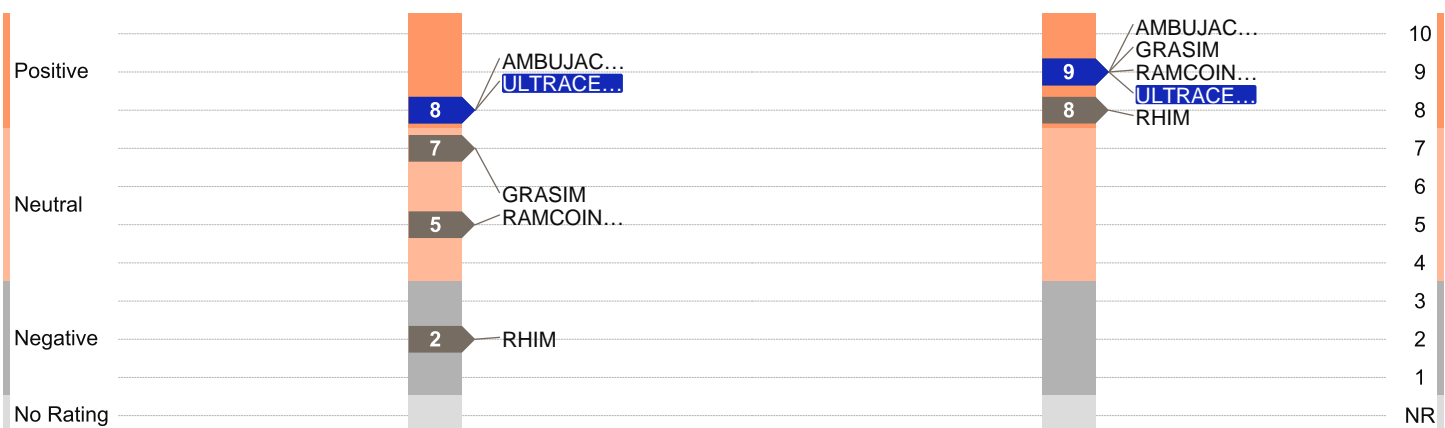 AMBUJAC…
10
AMBUJAC…
GRASIM
Positive
ULTRACE…
9
RAMCOIN…
9
ULTRACE…
8
8
RHIM
8
7
7
GRASIM
6
Neutral
5
RAMCOIN…
5
4
3
Negative
2
RHIM
2
1
No Rating
NR